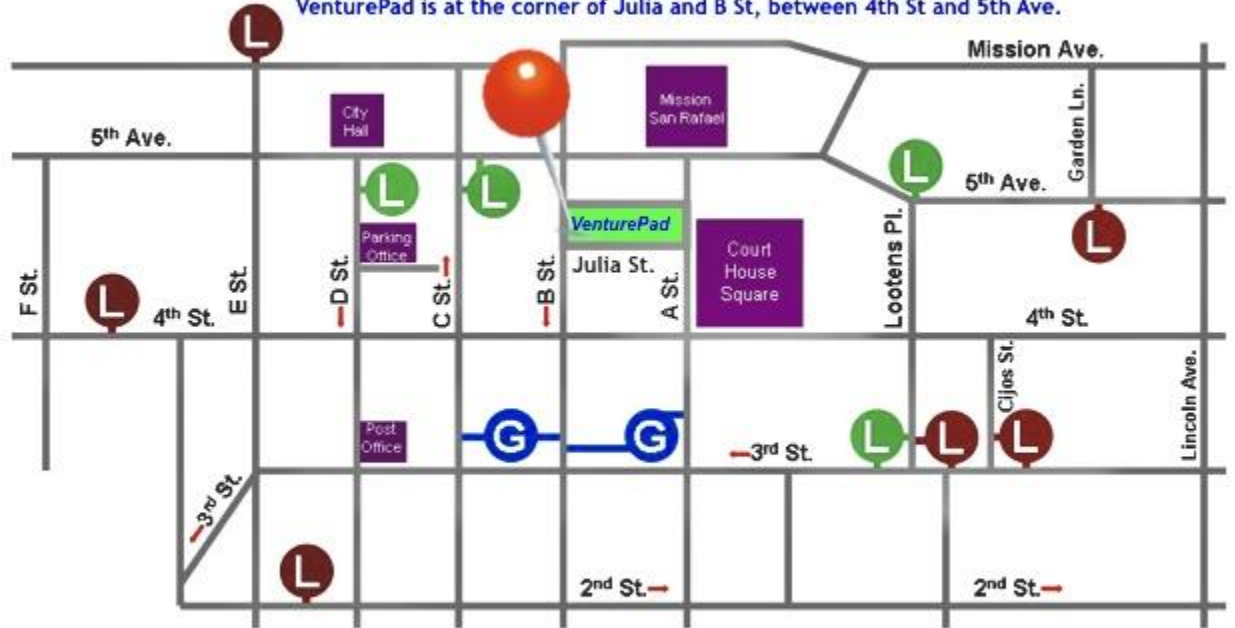 VenturePad is at the corner of Julia and B St, between 4th St and 5th Ave.
L
Mission Ave.
City
Hall
Mission
San Rafael
Garden Ln.
5th Ave.
L
L
L
5th Ave.
VenturePad
Parking
Office
L
Court
House
Square
Julia St.
F St.
E St.
D St.
C St.
B St.
A St.
Lootens Pl.
L
4th St.
4th St.
Cijos St.
Lincoln Ave.
Post
Office
G
G
L
L
L
3rd St.
3rd St.
L
2nd St.
2nd St.